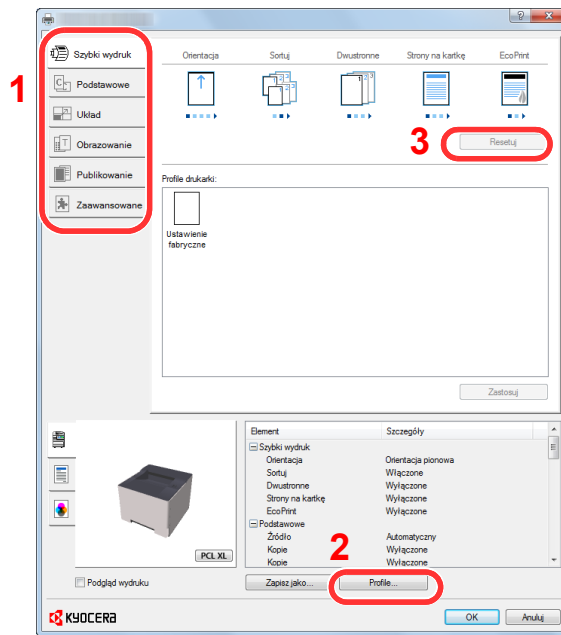 Szybki wydruk
Podstawowe
Układ
Obrazowanie
Publikowanie
Zaawansowane
1
Orientacja Sortuj Dwustronne Strony na kartkę EcoPrint
3
Resetuj
Profile drukarki:
Ustawienie
fabryczne
Zastosuj
Element Szczegóły
Szybki wydruk
Orientacja Orientacja pionowa
Sortuj Włączone
Dwustronne Wyłączone
Strony na kartkę Wyłączone
EcoPrint Wyłączone
Podstawowe
Źródło Automatyczny
Kopie Wyłączone
Kopie Wyłączone
PCL XL
2
Podgląd wydruku
Zapisz jako... Profile...
KYOCERA
OK Anuluj